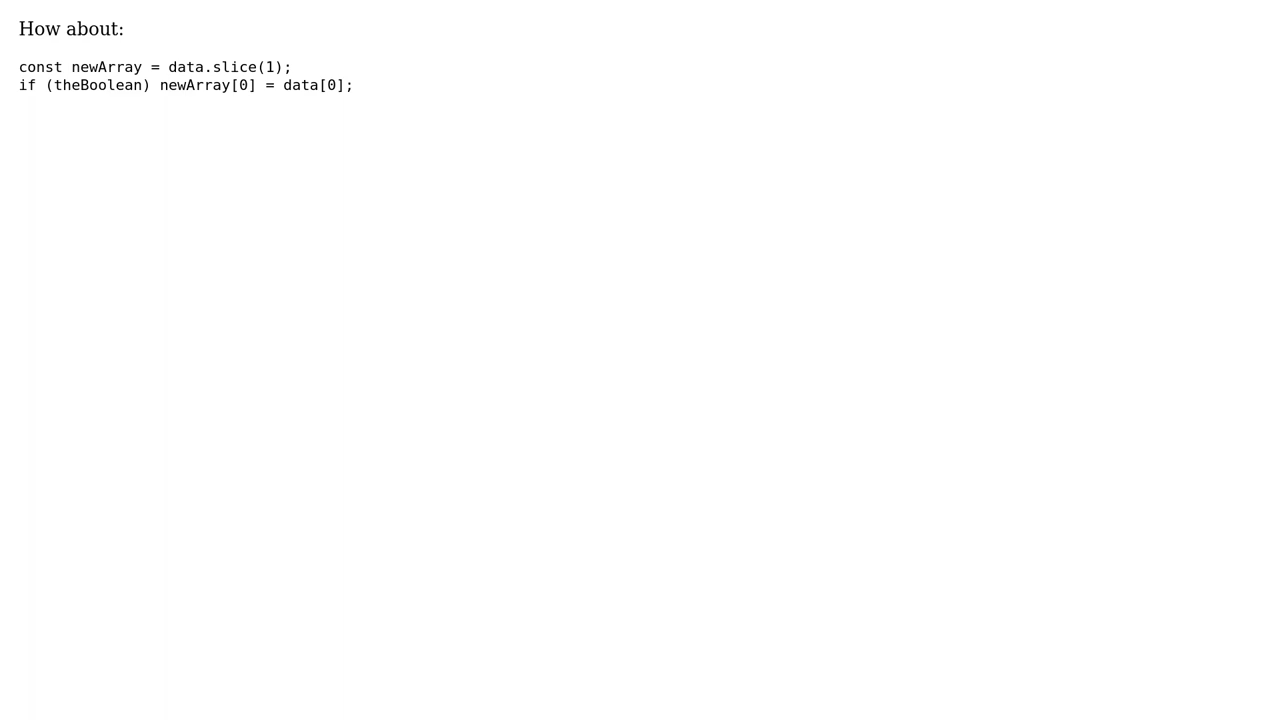 How about:
const newArray = data.slice(1);
if (theBoolean) newArray[0] = data[0];